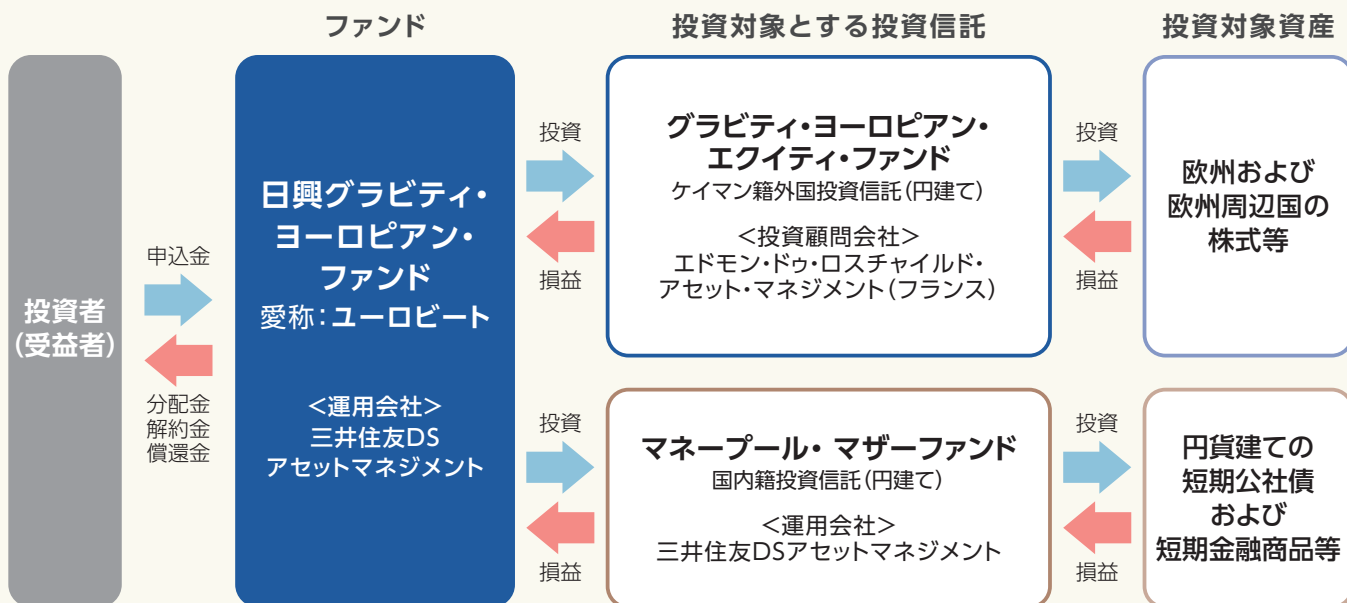 ファンド
投資対象とする投資信託
投資対象資産
投資者
(受益者)
申込金
分配金
解約金
償還金
日興グラビティ・
ヨーロピアン・
ファンド
愛称：ユーロビート
＜運用会社＞
三井住友DS
アセットマネジメント
投資
損益
グラビティ・ヨーロピアン・
エクイティ・ファンド
ケイマン籍外国投資信託(円建て)
＜投資顧問会社＞
エドモン・ドゥ・ロスチャイルド・
アセット・マネジメント(フランス)
投資
損益
欧州および
欧州周辺国の
株式等
投資
損益
マネープール・ マザーファンド
国内籍投資信託(円建て)
＜運用会社＞
三井住友DSアセットマネジメント
投資
損益
円貨建ての
短期公社債
および
短期金融商品等